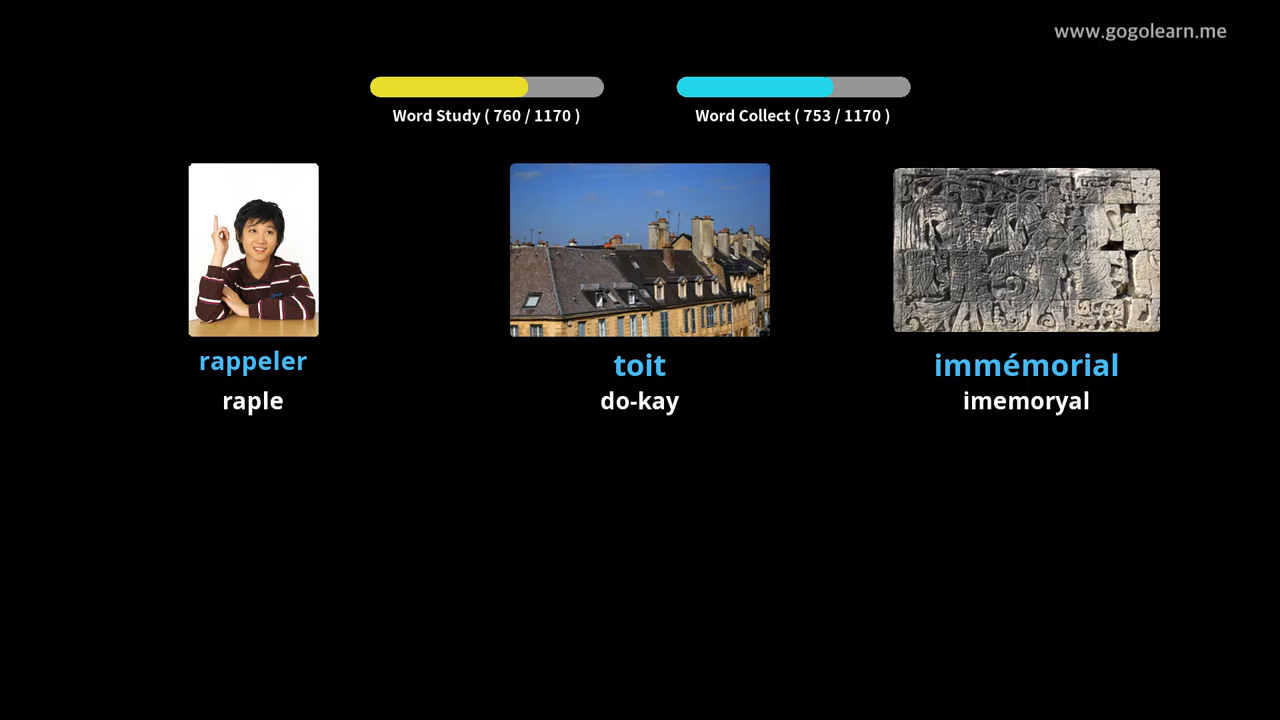 www.gogolearn.me
Word Study ( 760 / 1170 )
Word Collect ( 753 / 1170 )
rappeler
raple
toit
do-kay
immémorial
imemoryal